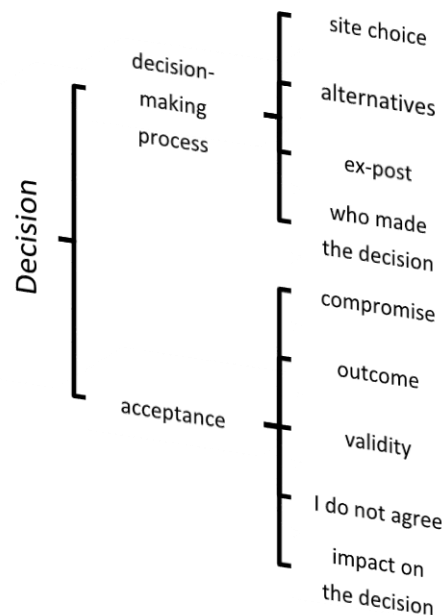 Decision
decision-
making
process
site choice
alternatives
ex-post
who made
the decision
acceptance
compromise
outcome
validity
I do not agree
impact on
the decision